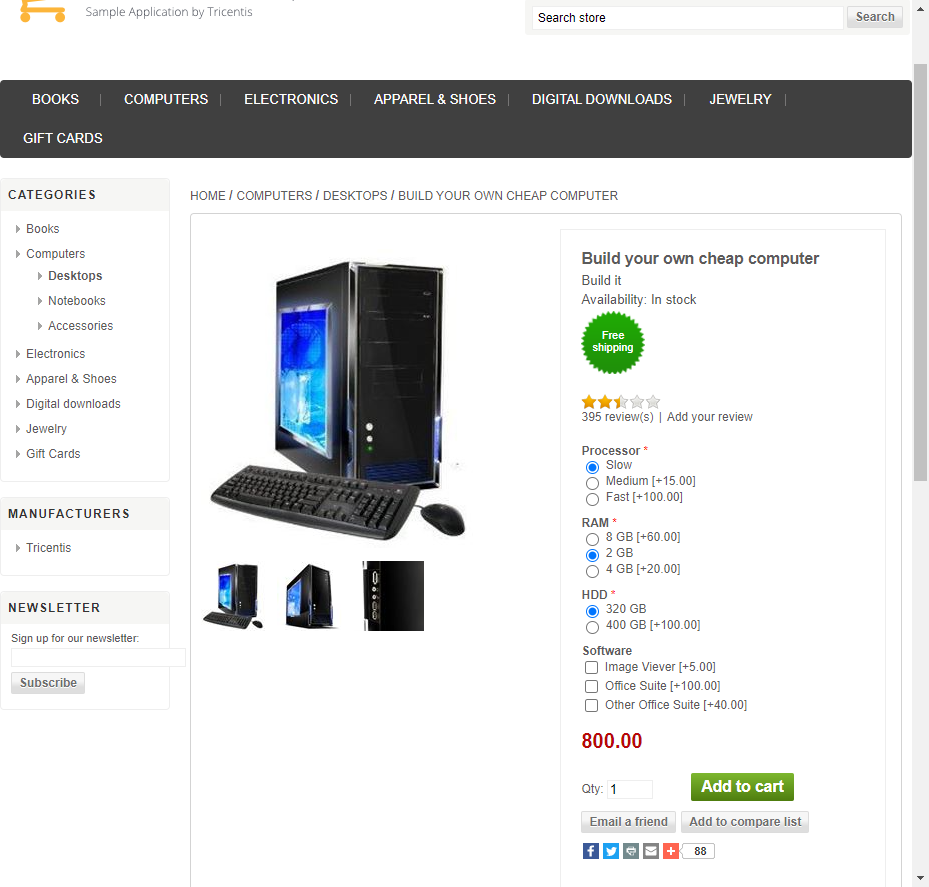 Sample Application by Tricentis
Search store
Search
BOOKS
COMPUTERS
ELECTRONICS
APPAREL & SHOES
DIGITAL DOWNLOADS
JEWELRY
GIFT CARDS
CATEGORIES
Books
Computers
Desktops
Notebooks
Accessories
Electronics
Apparel & Shoes
Digital downloads
Jewelry
Gift Cards
MANUFACTURERS
Tricentis
NEWSLETTER
Sign up for our newsletter:
Subscribe
HOME / COMPUTERS / DESKTOPS / BUILD YOUR OWN CHEAP COMPUTER
Build your own cheap computer
Build it
Availability: In stock
Free
shipping
395 review(s) | Add your review
Processor *
Slow
Medium [+15.00]
Fast [+100.00]
RAM *
8 GB [+60.00]
2 GB
4 GB [+20.00]
HDD *
320 GB
400 GB [+100.00]
Software
Image Viever [+5.00]
Office Suite [+100.00]
Other Office Suite [+40.00]
800.00
Qty: 1
Add to cart
Email a friend
Add to compare list
88